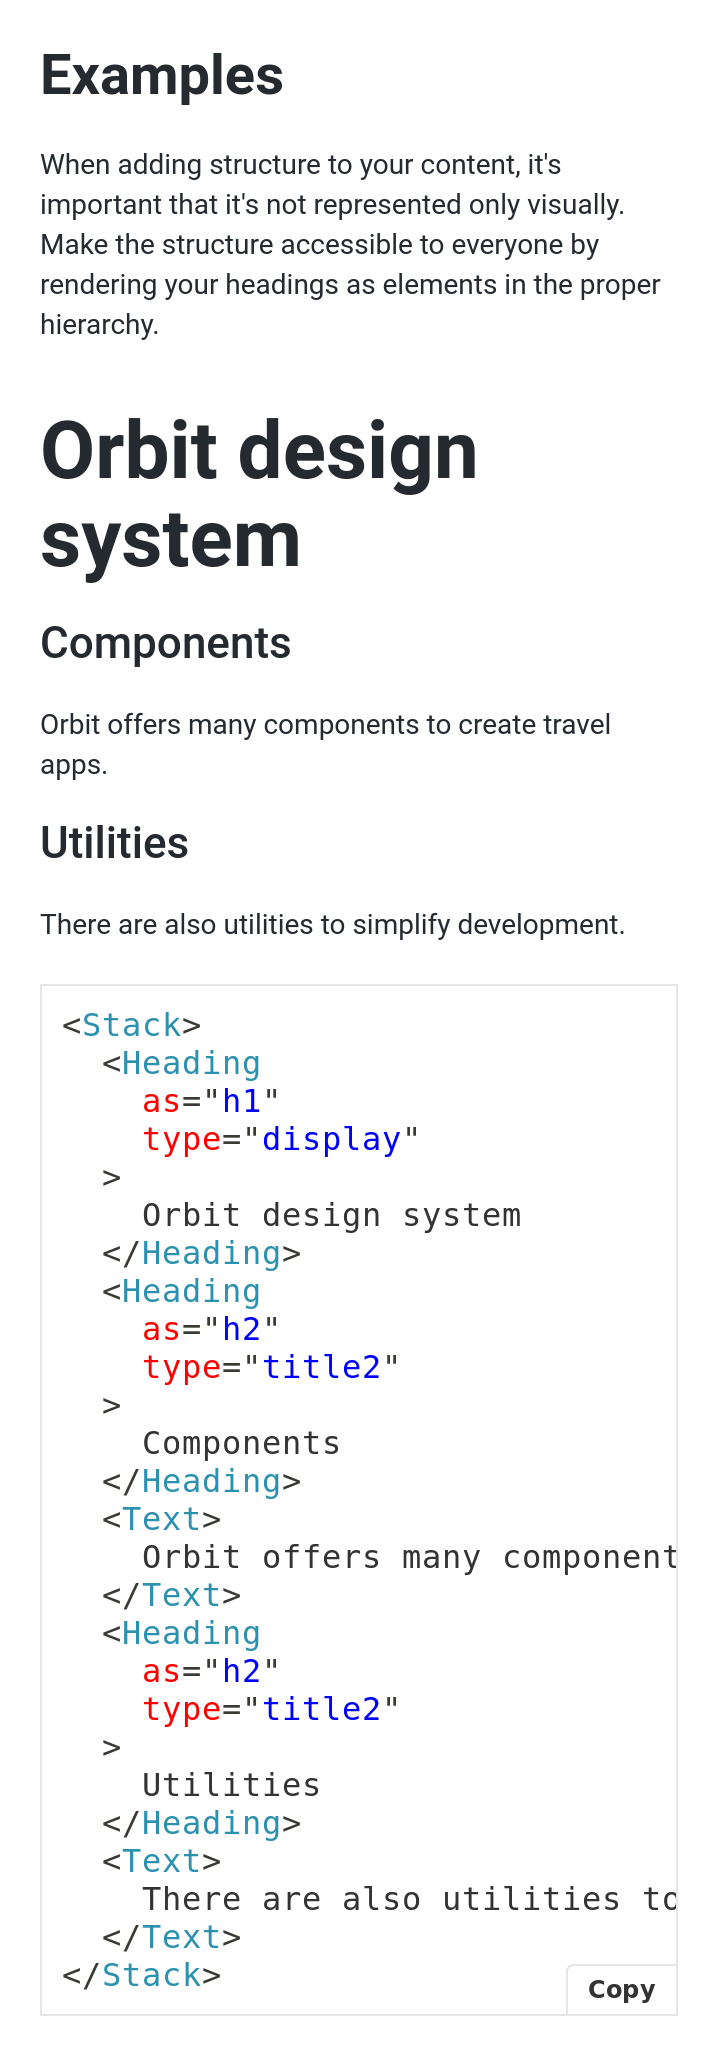 Examples
When adding structure to your content, it's
important that it's not represented only visually.
Make the structure accessible to everyone by
rendering your headings as elements in the proper
hierarchy.
Orbit design
system
Components
Orbit offers many components to create travel
apps.
Utilities
There are also utilities to simplify development.
<Stack>
  <Heading
    as="h1"
    type="display"
  >
    Orbit design system
  </Heading>
  <Heading
    as="h2"
    type="title2"
  >
    Components
  </Heading>
  <Text>
    Orbit offers many component
  </Text>
  <Heading
    as="h2"
    type="title2"
  >
    Utilities
  </Heading>
  <Text>
    There are also utilities to
  </Text>
</Stack>
Copy